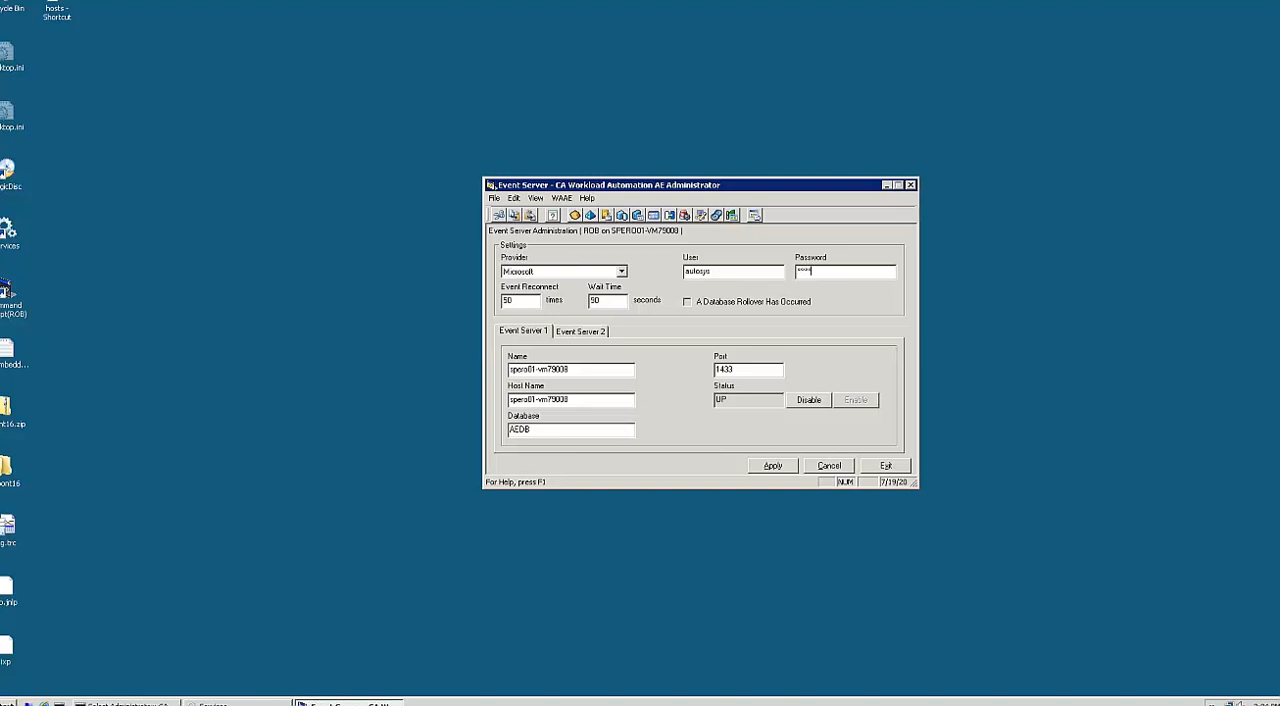 hosts -
Shortcut
Event Server - CA Workload Automation AE Administrator
File Edit View WAAE Help
Event Server Administration [ ROB on SPERO01-VM79008 ]
Settings
Provider User Password
Microsoft autosys ****
Event Reconnect Wait Time
50 times 90 seconds A Database Rollover Has Occurred
Event Server 1 Event Server 2
Name Port
spero01-vm79008 1433
Host Name Status
spero01-vm79008 UP Disable Enable
Database
AEDB
Apply Cancel Exit
For Help, press F1 NUM 7/19/20